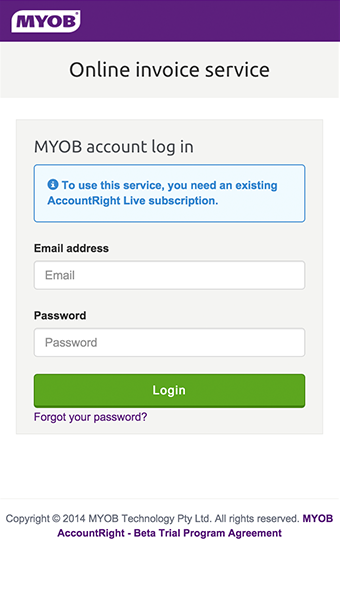 MYOB
Online invoice service
MYOB account log in
To use this service, you need an existing
AccountRight Live subscription.
Email address
Email
Password
Password
Login
Forgot your password?
Copyright © 2014 MYOB Technology Pty Ltd. All rights reserved. MYOB
AccountRight - Beta Trial Program Agreement